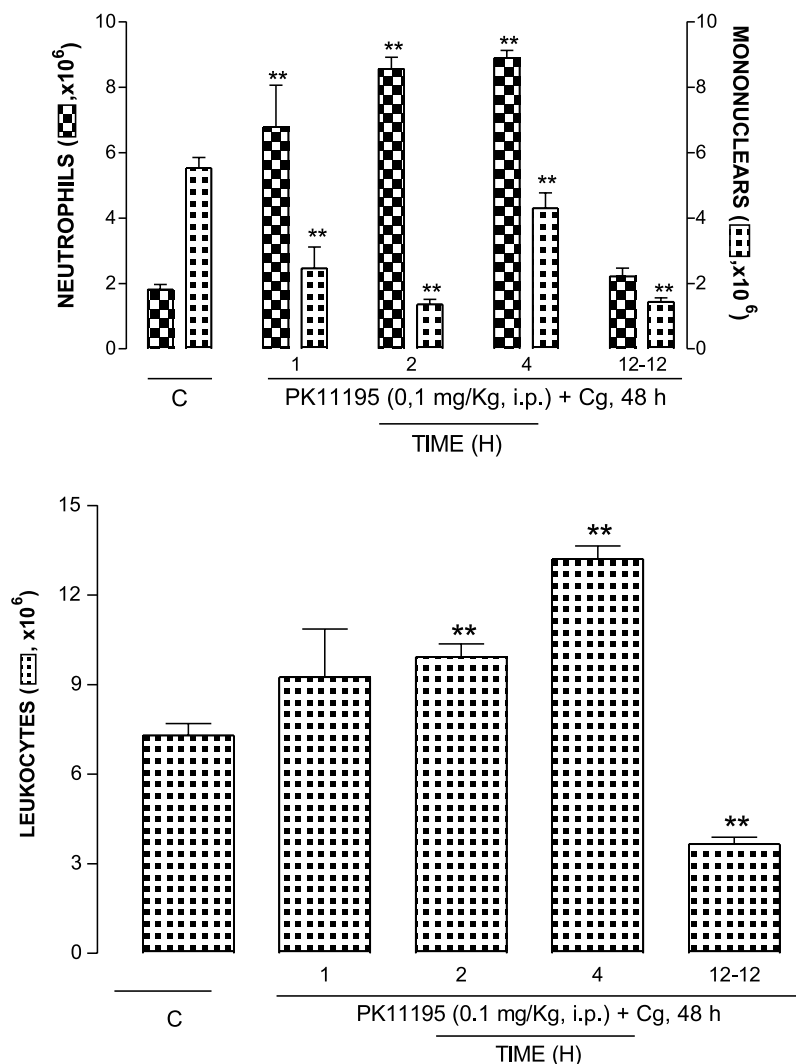 10 10
** ** **
8 8
**
6 6
**
4 4
** **
2 2
0 0
NEUTROPHILS ( ,x10⁶)
MONONUCLEARS ( ,x10⁶)
1 2 4 12-12
C PK11195 (0,1 mg/Kg, i.p.) + Cg, 48 h
TIME (H)
15
**
12
**
9
6
**
3
0
LEUKOCYTES ( , x10⁶)
1 2 4 12-12
C PK11195 (0.1 mg/Kg, i.p.) + Cg, 48 h
TIME (H)